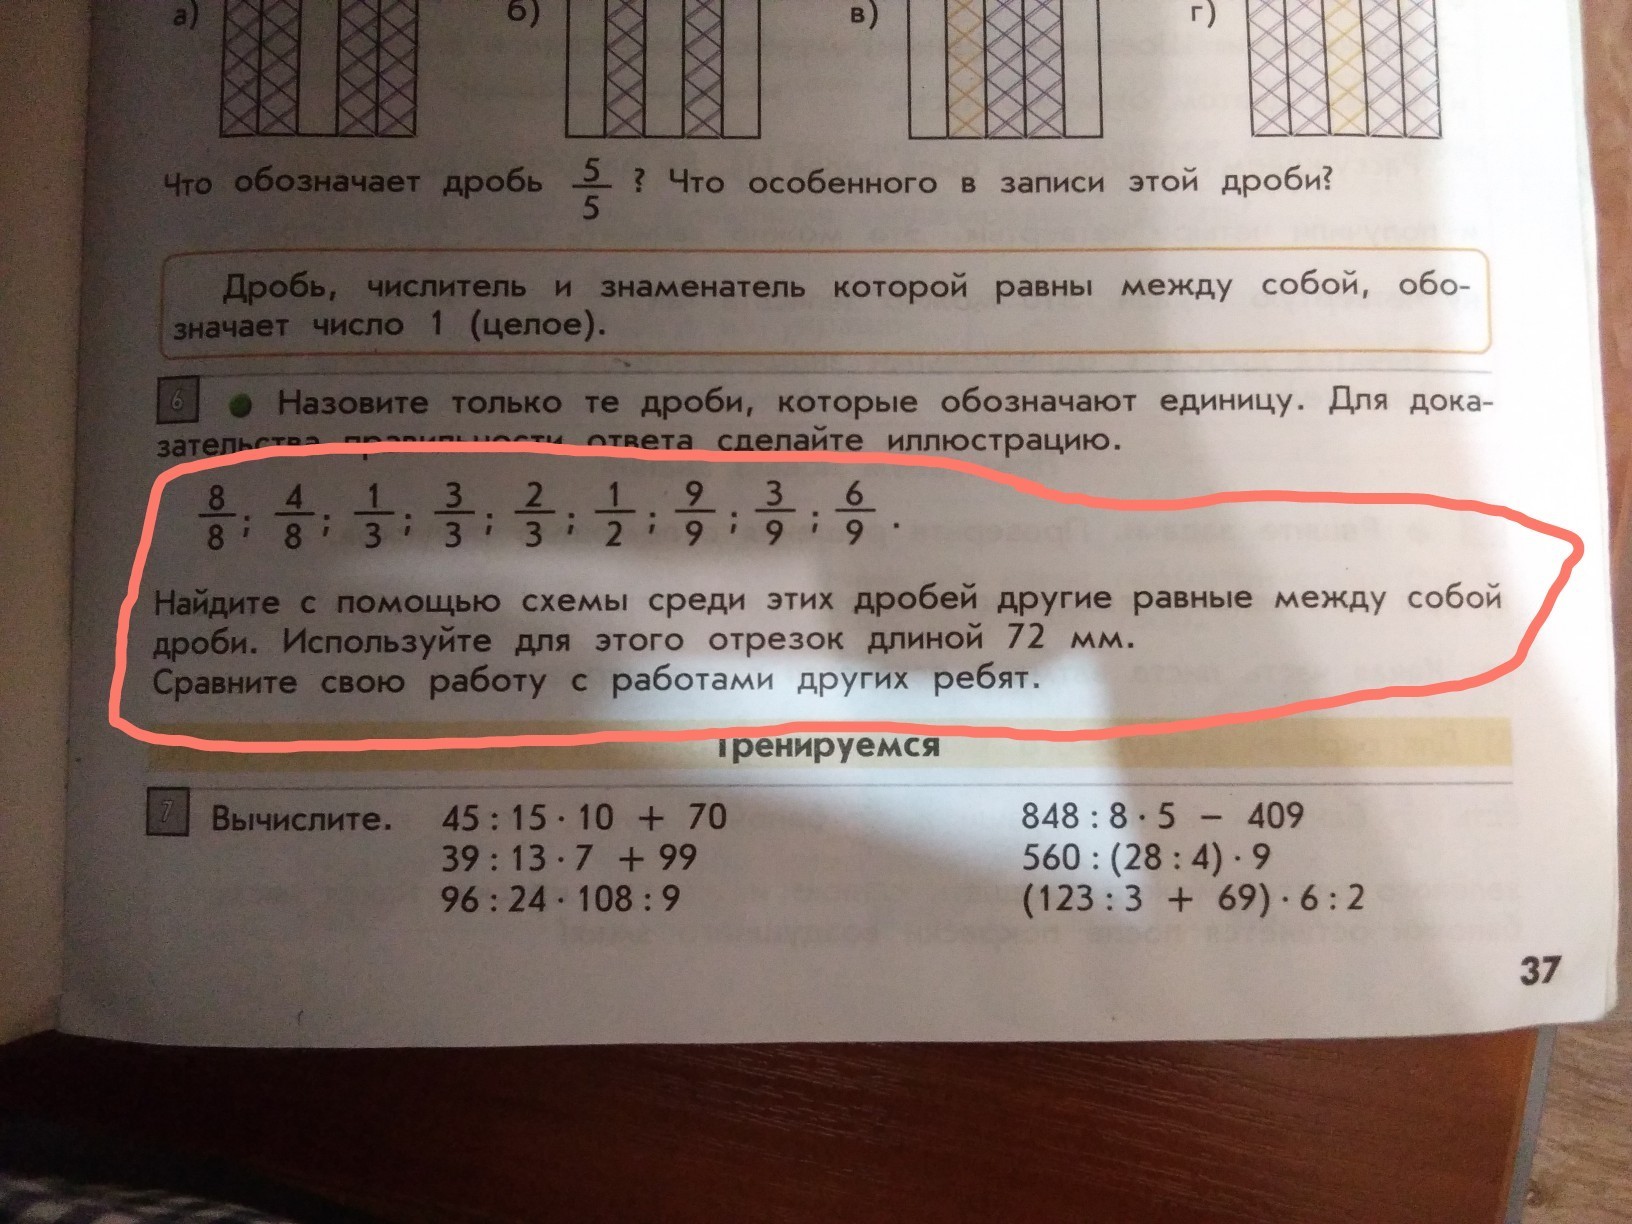 а) б) в) г)
Что обозначает дробь 5/5 ? Что особенного в записи этой дроби?
Дробь, числитель и знаменатель которой равны между собой, обо-
значает число 1 (целое).
6 Назовите только те дроби, которые обозначают единицу. Для дока-
зательства правильности ответа сделайте иллюстрацию.
8/8; 4/8; 1/3; 3/3; 2/3; 1/2; 9/9; 3/9; 6/9.
Найдите с помощью схемы среди этих дробей другие равные между собой
дроби. Используйте для этого отрезок длиной 72 мм.
Сравните свою работу с работами других ребят.
Тренируемся
7 Вычислите. 45 : 15 · 10 + 70 848 : 8 · 5 – 409
39 : 13 · 7 + 99 560 : (28 : 4) · 9
96 : 24 · 108 : 9 (123 : 3 + 69) · 6 : 2
37